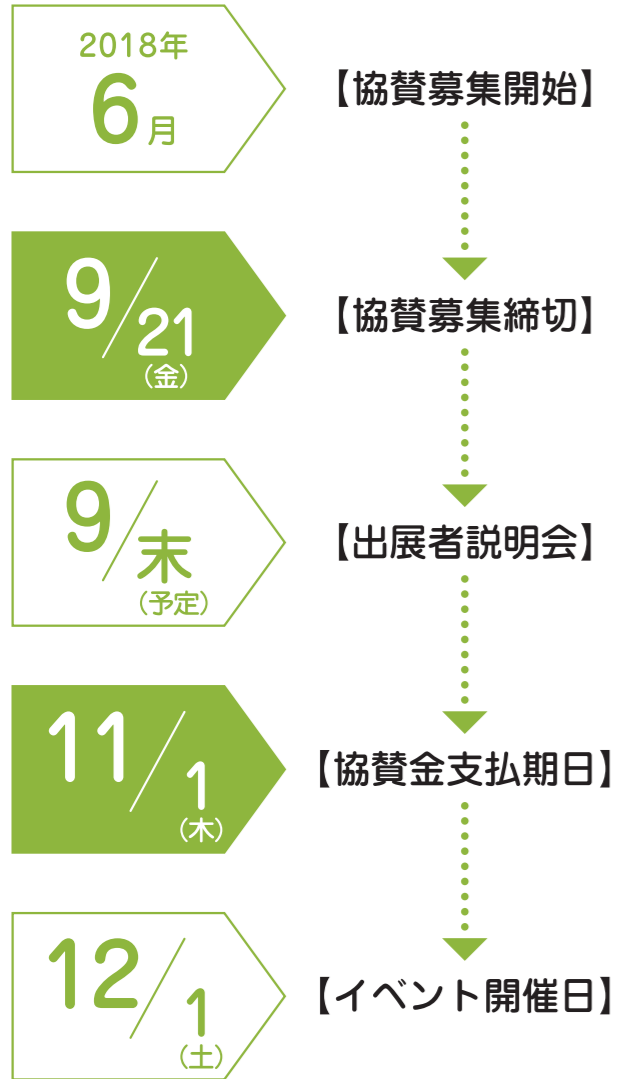 2018年
6月
【協賛募集開始】
9/21
（金）
【協賛募集締切】
9/末
（予定）
【出展者説明会】
11/1
（木）
【協賛金支払期日】
12/1
（土）
【イベント開催日】